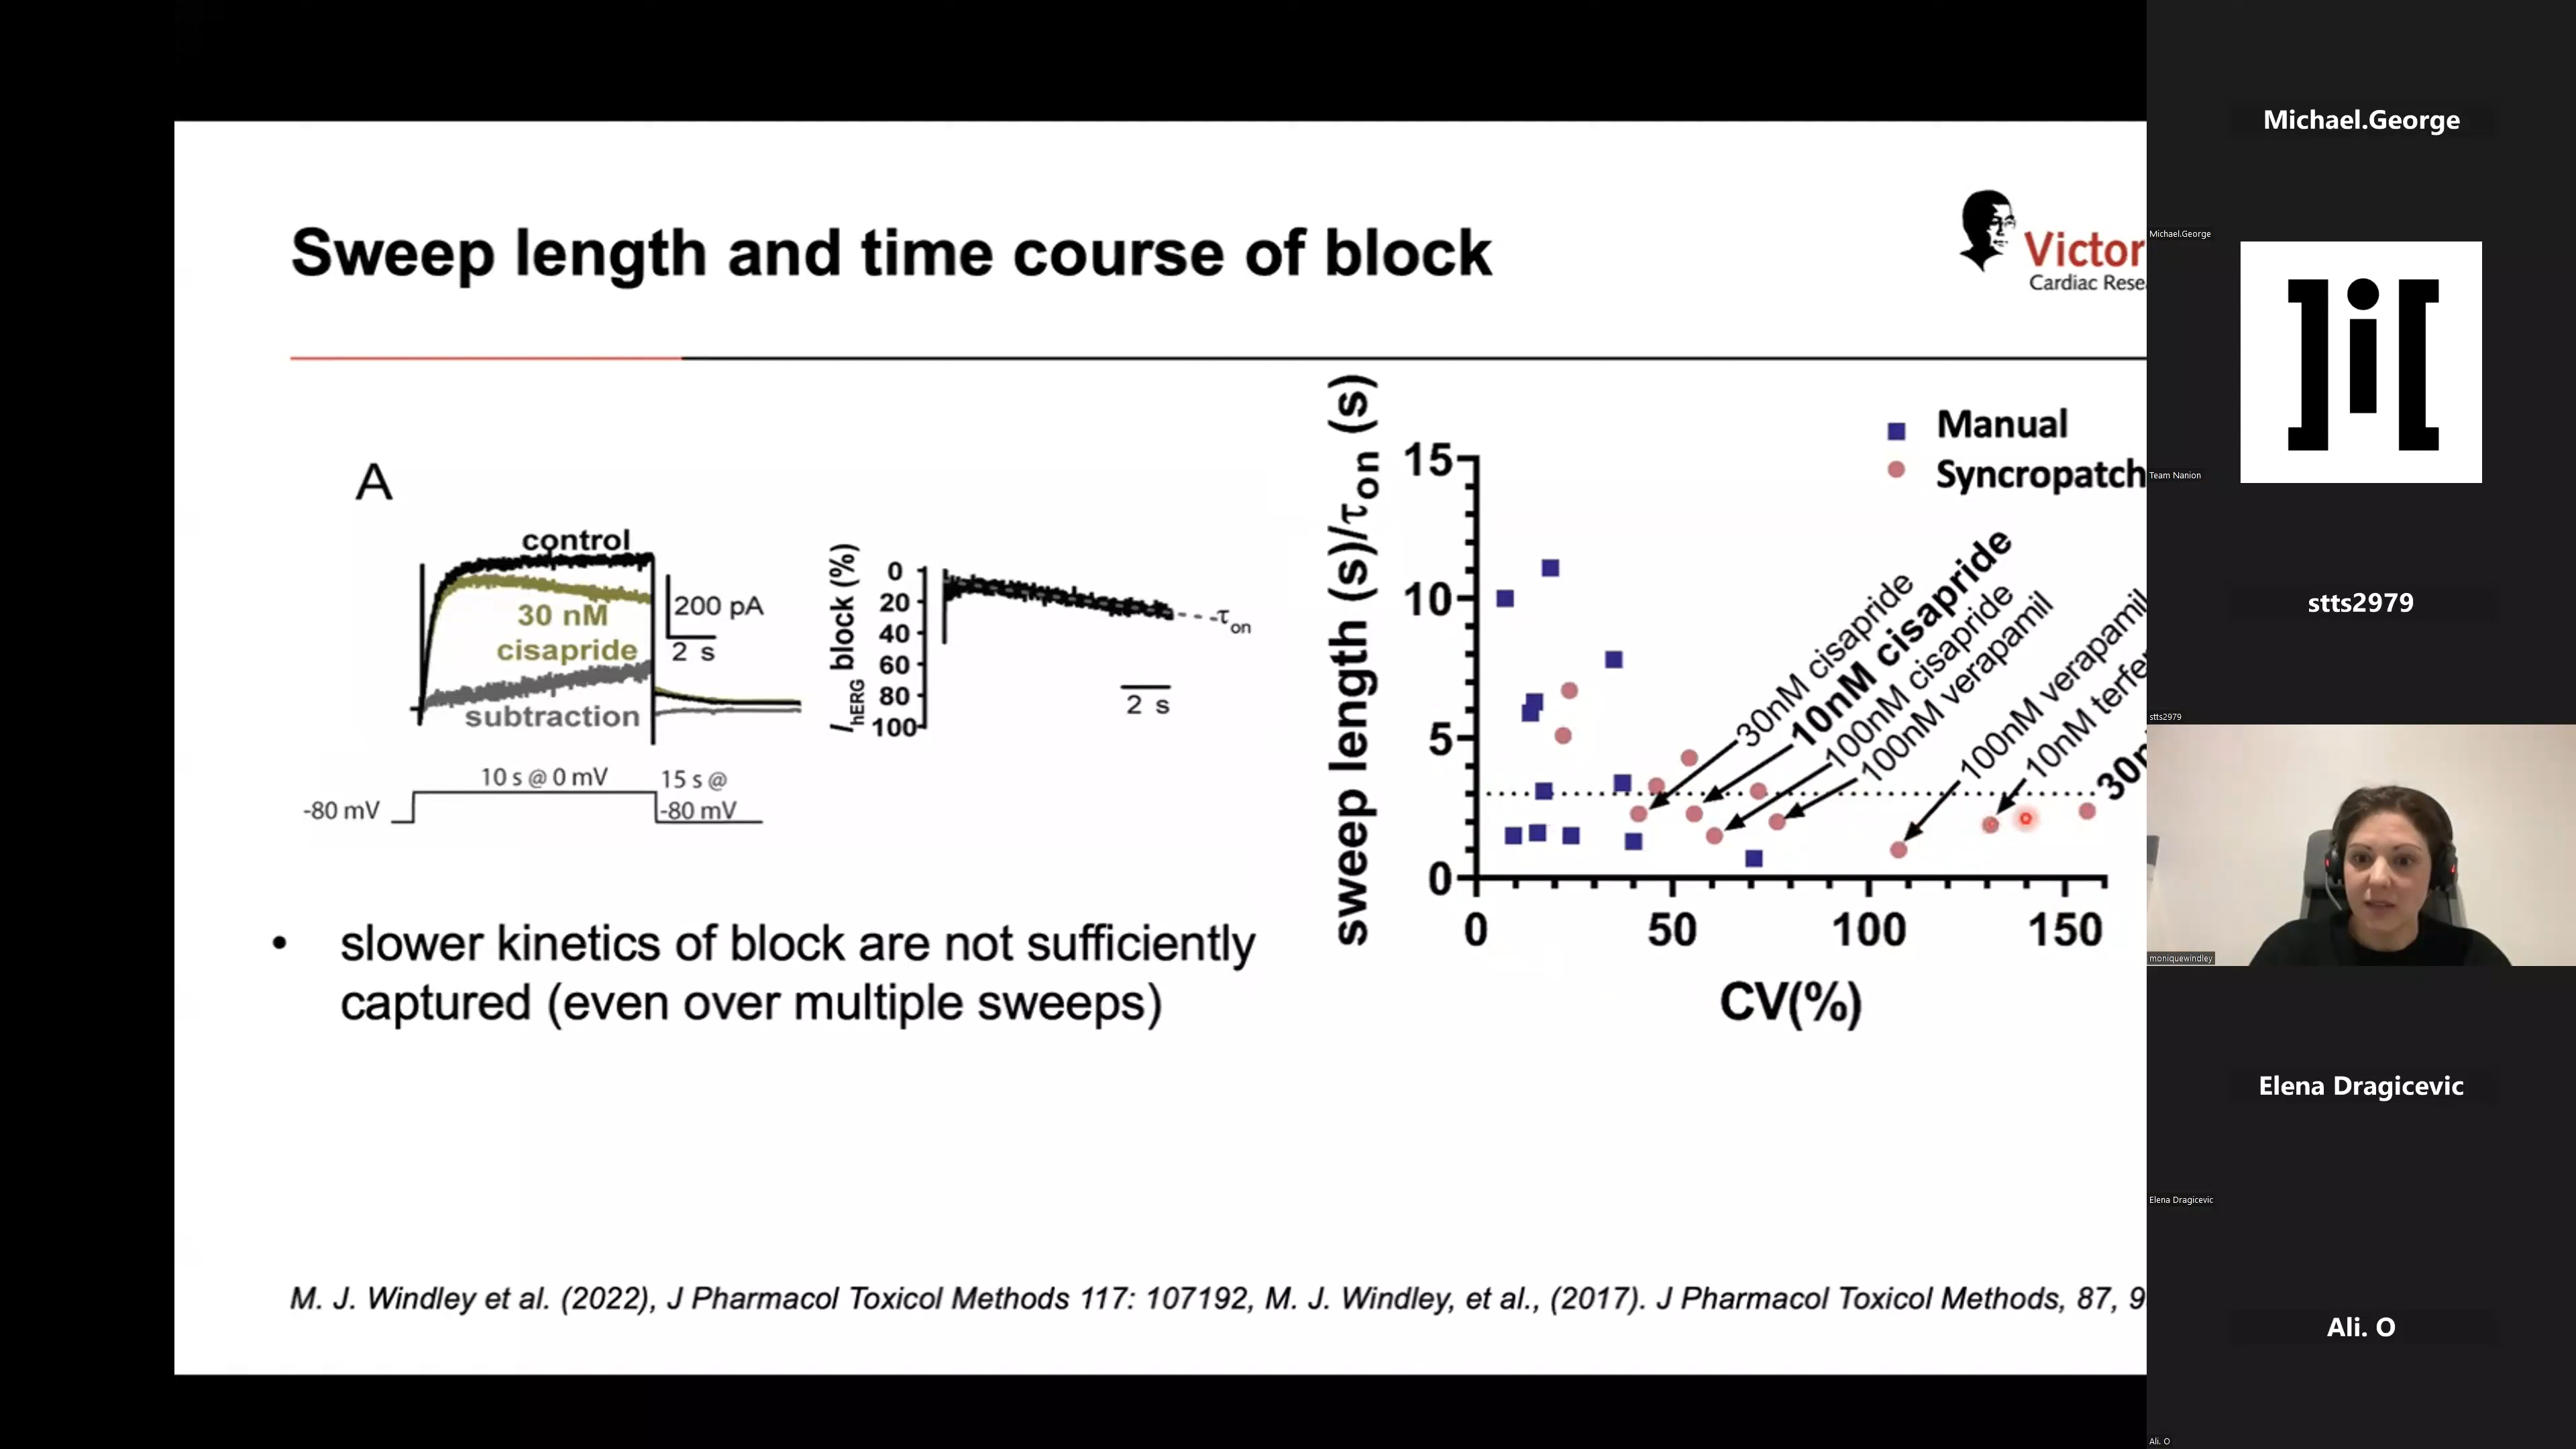 Sweep length and time course of block
Victor
Cardiac Rese
A
control
30 nM
cisapride
subtraction
200 pA
2 s
10 s @ 0 mV
15 s @
-80 mV
-80 mV
IhERG block (%)
0
20
40
60
80
100
τon
2 s
sweep length (s)/τon (s)
15
10
5
0
0
50
100
150
CV(%)
Manual
Syncropatch
30nM cisapride
10nM cisapride
100nM cisapride
100nM verapamil
100nM verapamil
10nM terfe
30n
• slower kinetics of block are not sufficiently
captured (even over multiple sweeps)
M. J. Windley et al. (2022), J Pharmacol Toxicol Methods 117: 107192, M. J. Windley, et al., (2017). J Pharmacol Toxicol Methods, 87, 9
Michael.George
Michael.George
Team Nanion
stts2979
stts2979
moniquewindley
Elena Dragicevic
Elena Dragicevic
Ali. O
Ali. O